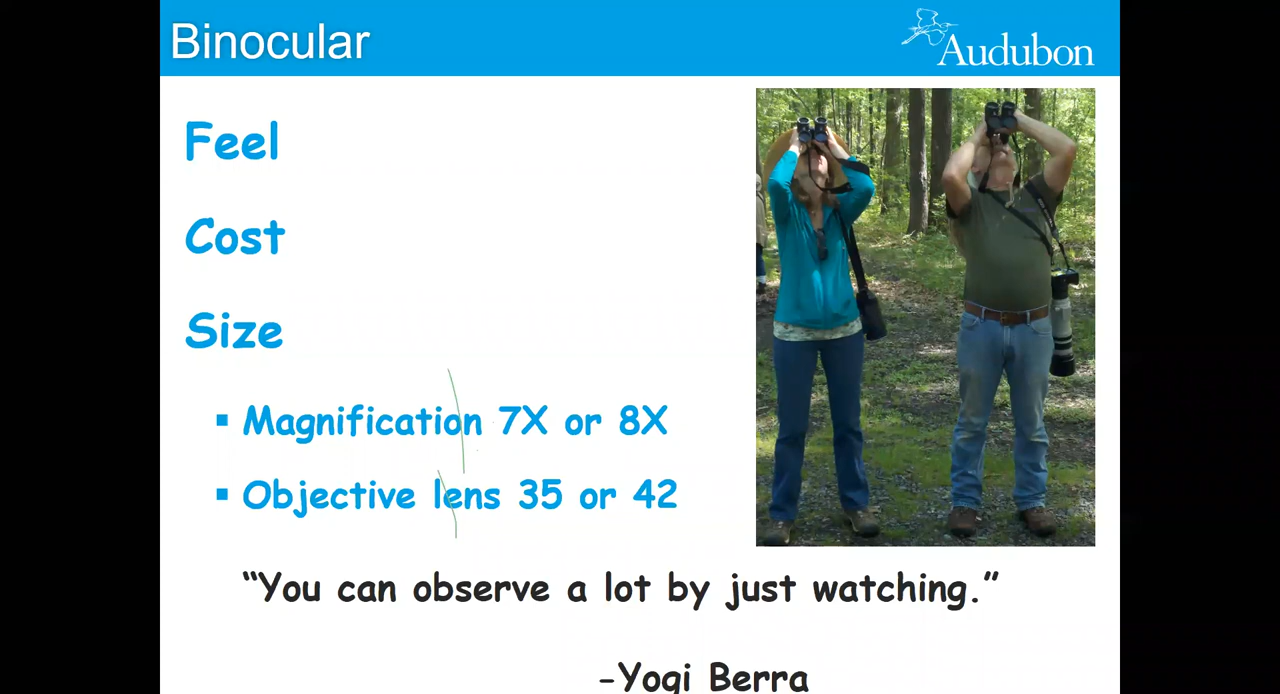 Binocular
Audubon
Feel
Cost
Size
▪ Magnification 7X or 8X
▪ Objective lens 35 or 42
“You can observe a lot by just watching.”
-Yogi Berra